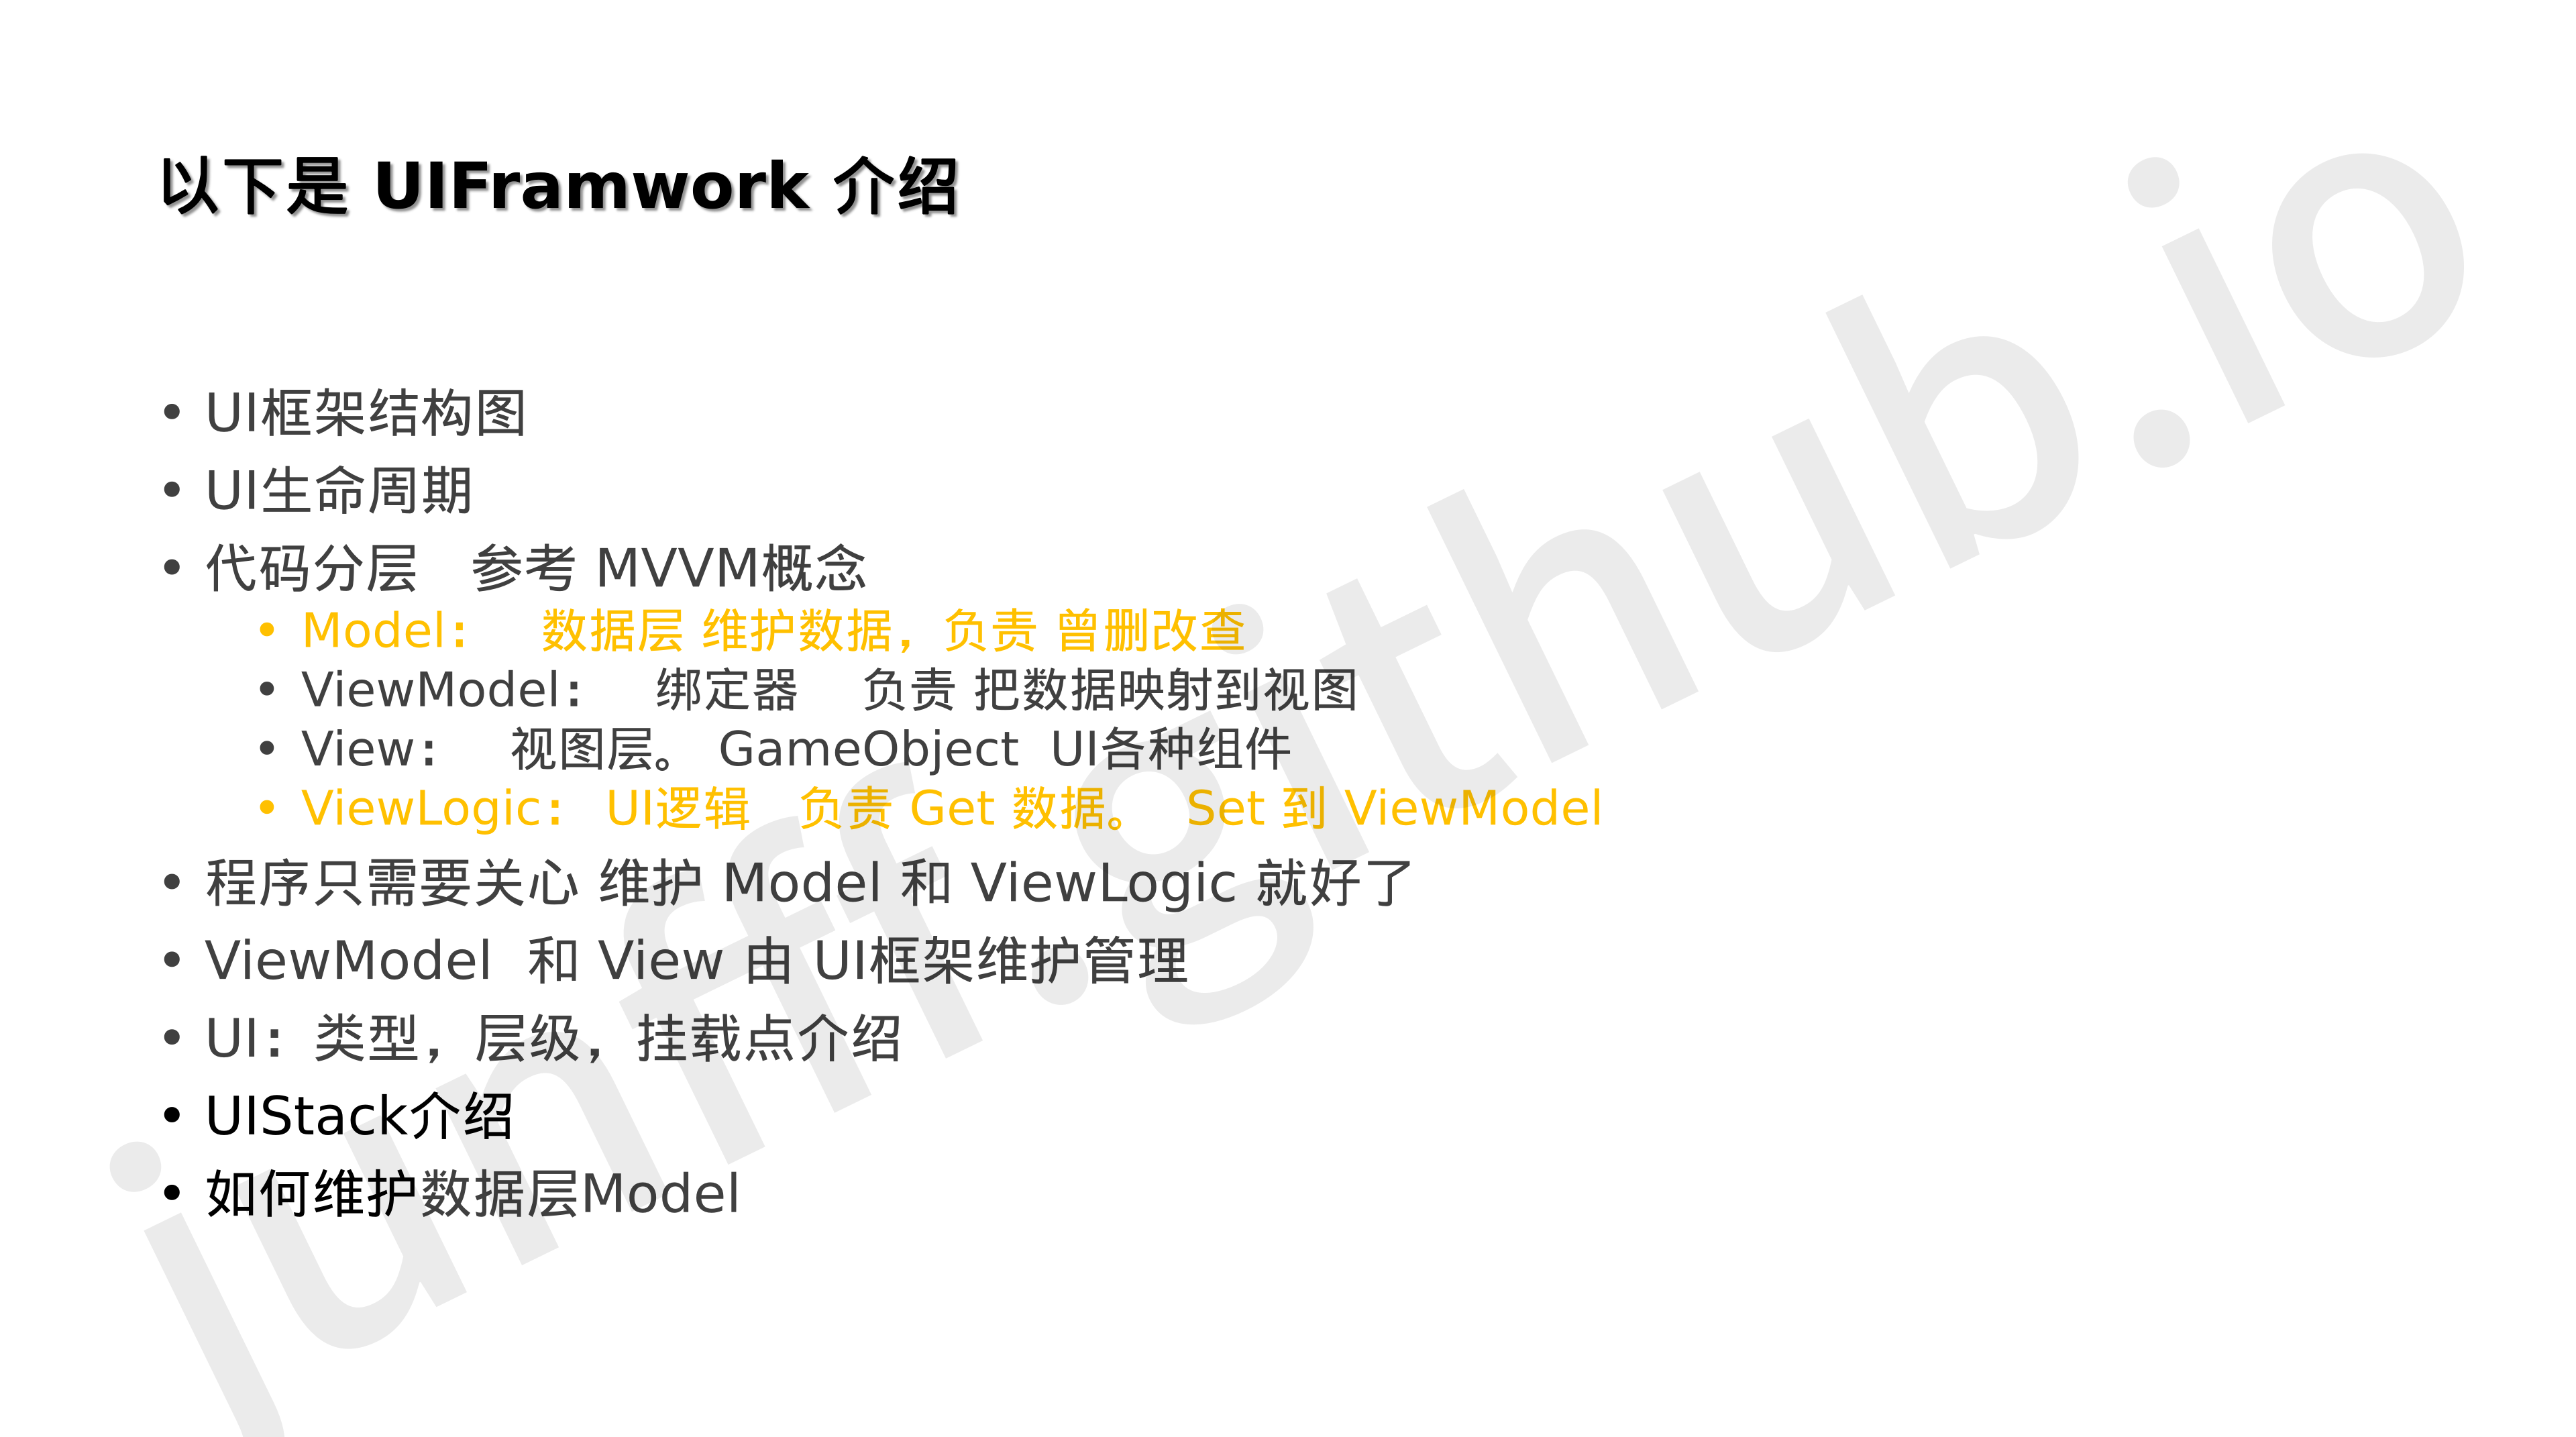 以下是 UIFramwork 介绍
• UI框架结构图
• UI生命周期
• 代码分层 参考 MVVM概念
• Model： 数据层 维护数据，负责 曾删改查
• ViewModel： 绑定器 负责 把数据映射到视图
• View： 视图层。 GameObject UI各种组件
• ViewLogic： UI逻辑 负责 Get 数据。 Set 到 ViewModel
• 程序只需要关心 维护 Model 和 ViewLogic 就好了
• ViewModel 和 View 由 UI框架维护管理
• UI：类型，层级，挂载点介绍
• UIStack介绍
• 如何维护数据层Model
junfff.github.io